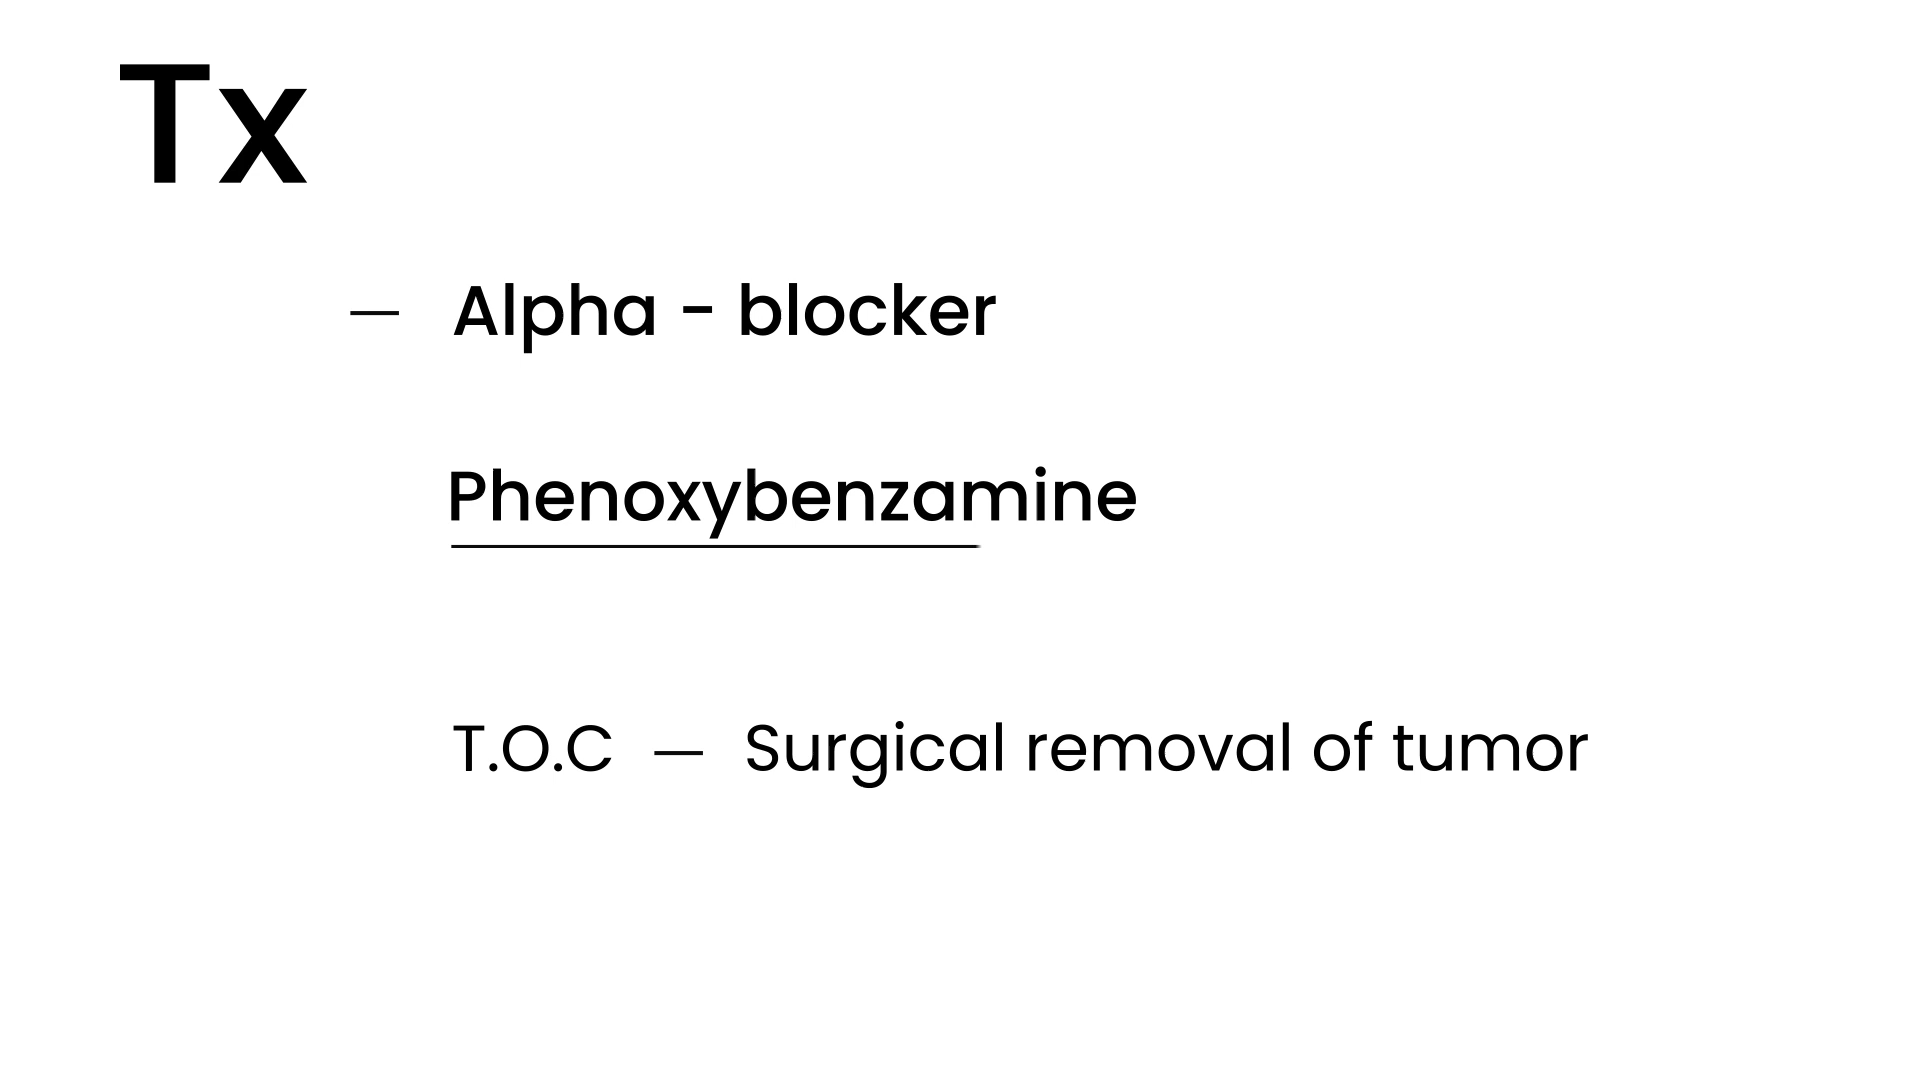 Tx
— Alpha - blocker
Phenoxybenzamine
T.O.C — Surgical removal of tumor